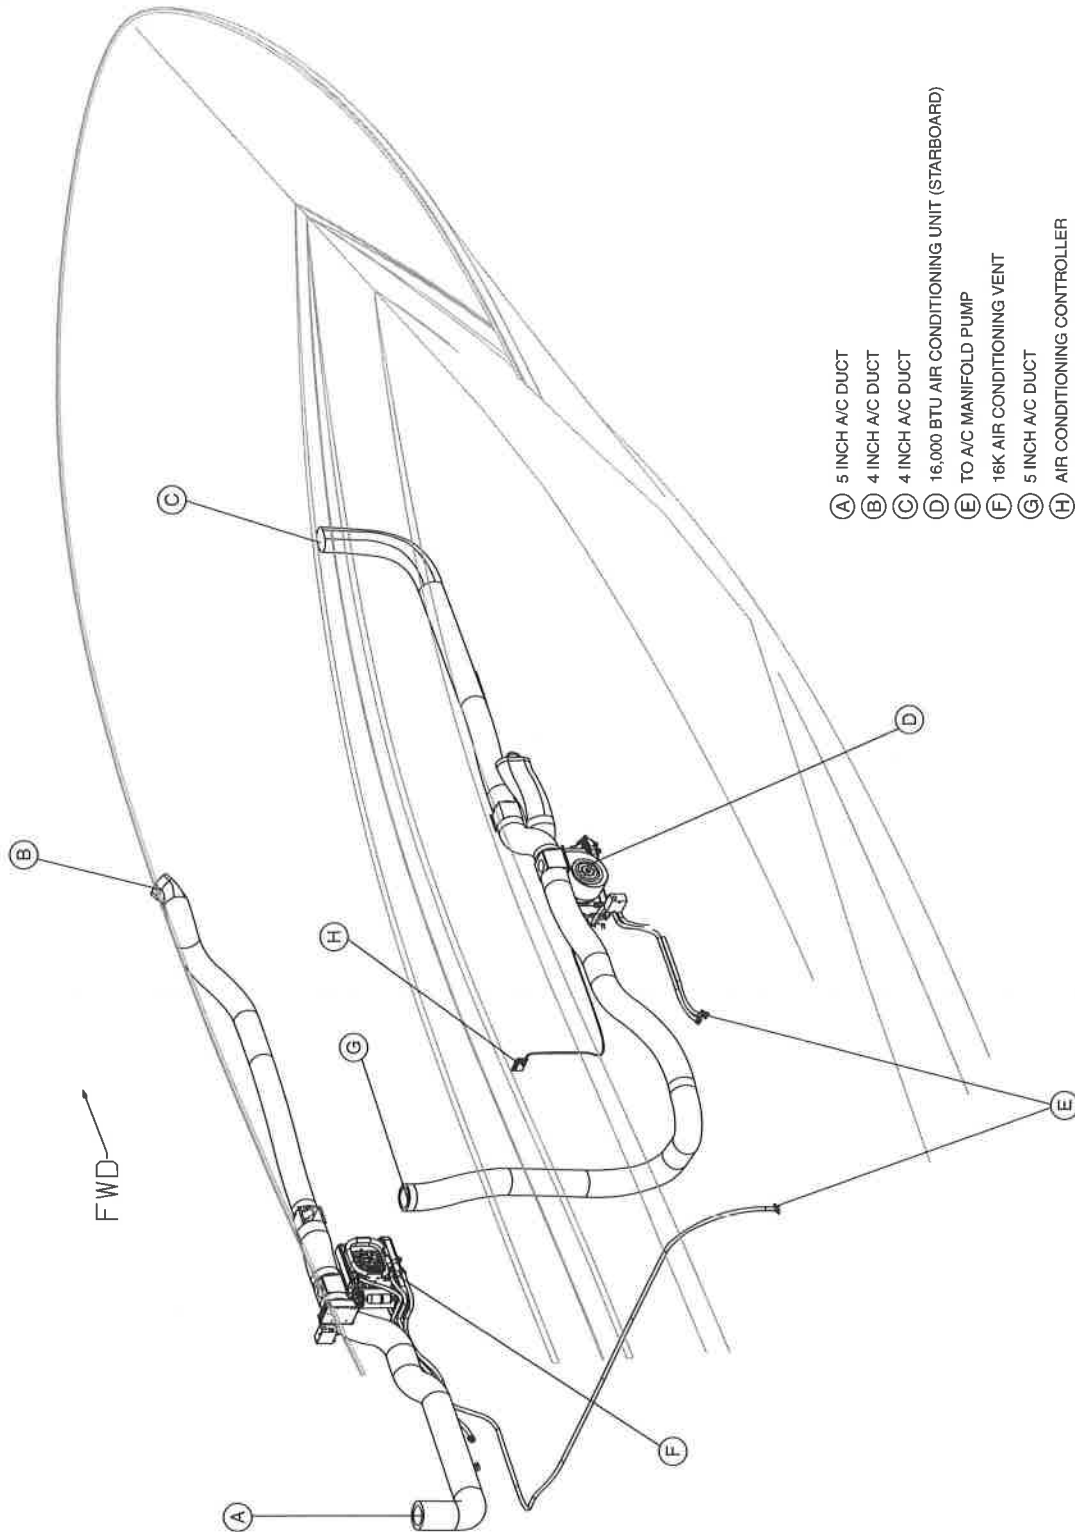 FWD
A
B
C
D
E
F
G
H
A 5 INCH A/C DUCT
B 4 INCH A/C DUCT
C 4 INCH A/C DUCT
D 16,000 BTU AIR CONDITIONING UNIT (STARBOARD)
E TO A/C MANIFOLD PUMP
F 16K AIR CONDITIONING VENT
G 5 INCH A/C DUCT
H AIR CONDITIONING CONTROLLER